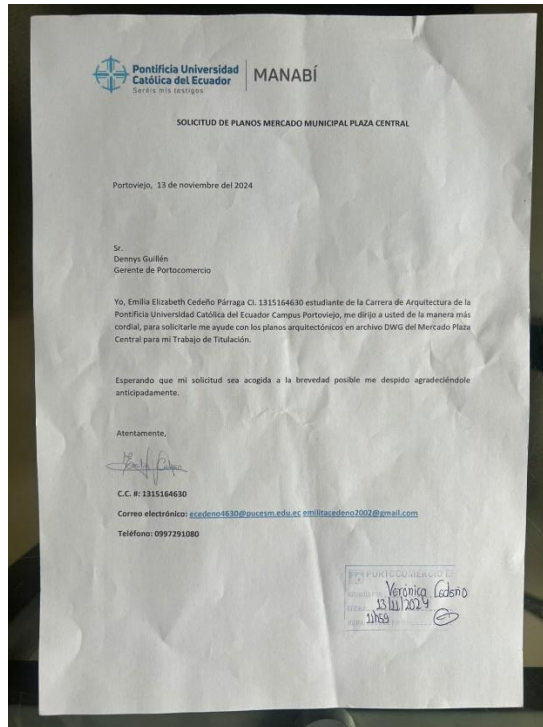 Pontificia Universidad
Católica del Ecuador
Seréis mis testigos
MANABÍ
SOLICITUD DE PLANOS MERCADO MUNICIPAL PLAZA CENTRAL
Portoviejo, 13 de noviembre del 2024
Sr.
Dennys Guillén
Gerente de Portocomercio
Yo, Emilia Elizabeth Cedeño Párraga CI. 1315164630 estudiante de la Carrera de Arquitectura de la
Pontificia Universidad Católica del Ecuador Campus Portoviejo, me dirijo a usted de la manera más
cordial, para solicitarle me ayude con los planos arquitectónicos en archivo DWG del Mercado Plaza
Central para mi Trabajo de Titulación.
Esperando que mi solicitud sea acogida a la brevedad posible me despido agradeciéndole
anticipadamente.
Atentamente,
C.C. #: 1315164630
Correo electrónico: ecedeno4630@pucesm.edu.ec emilitacedeno2002@gmail.com
Teléfono: 0997291080
PORTOCOMERCIO
Verónica Cedeño
13/11/2024
11h59